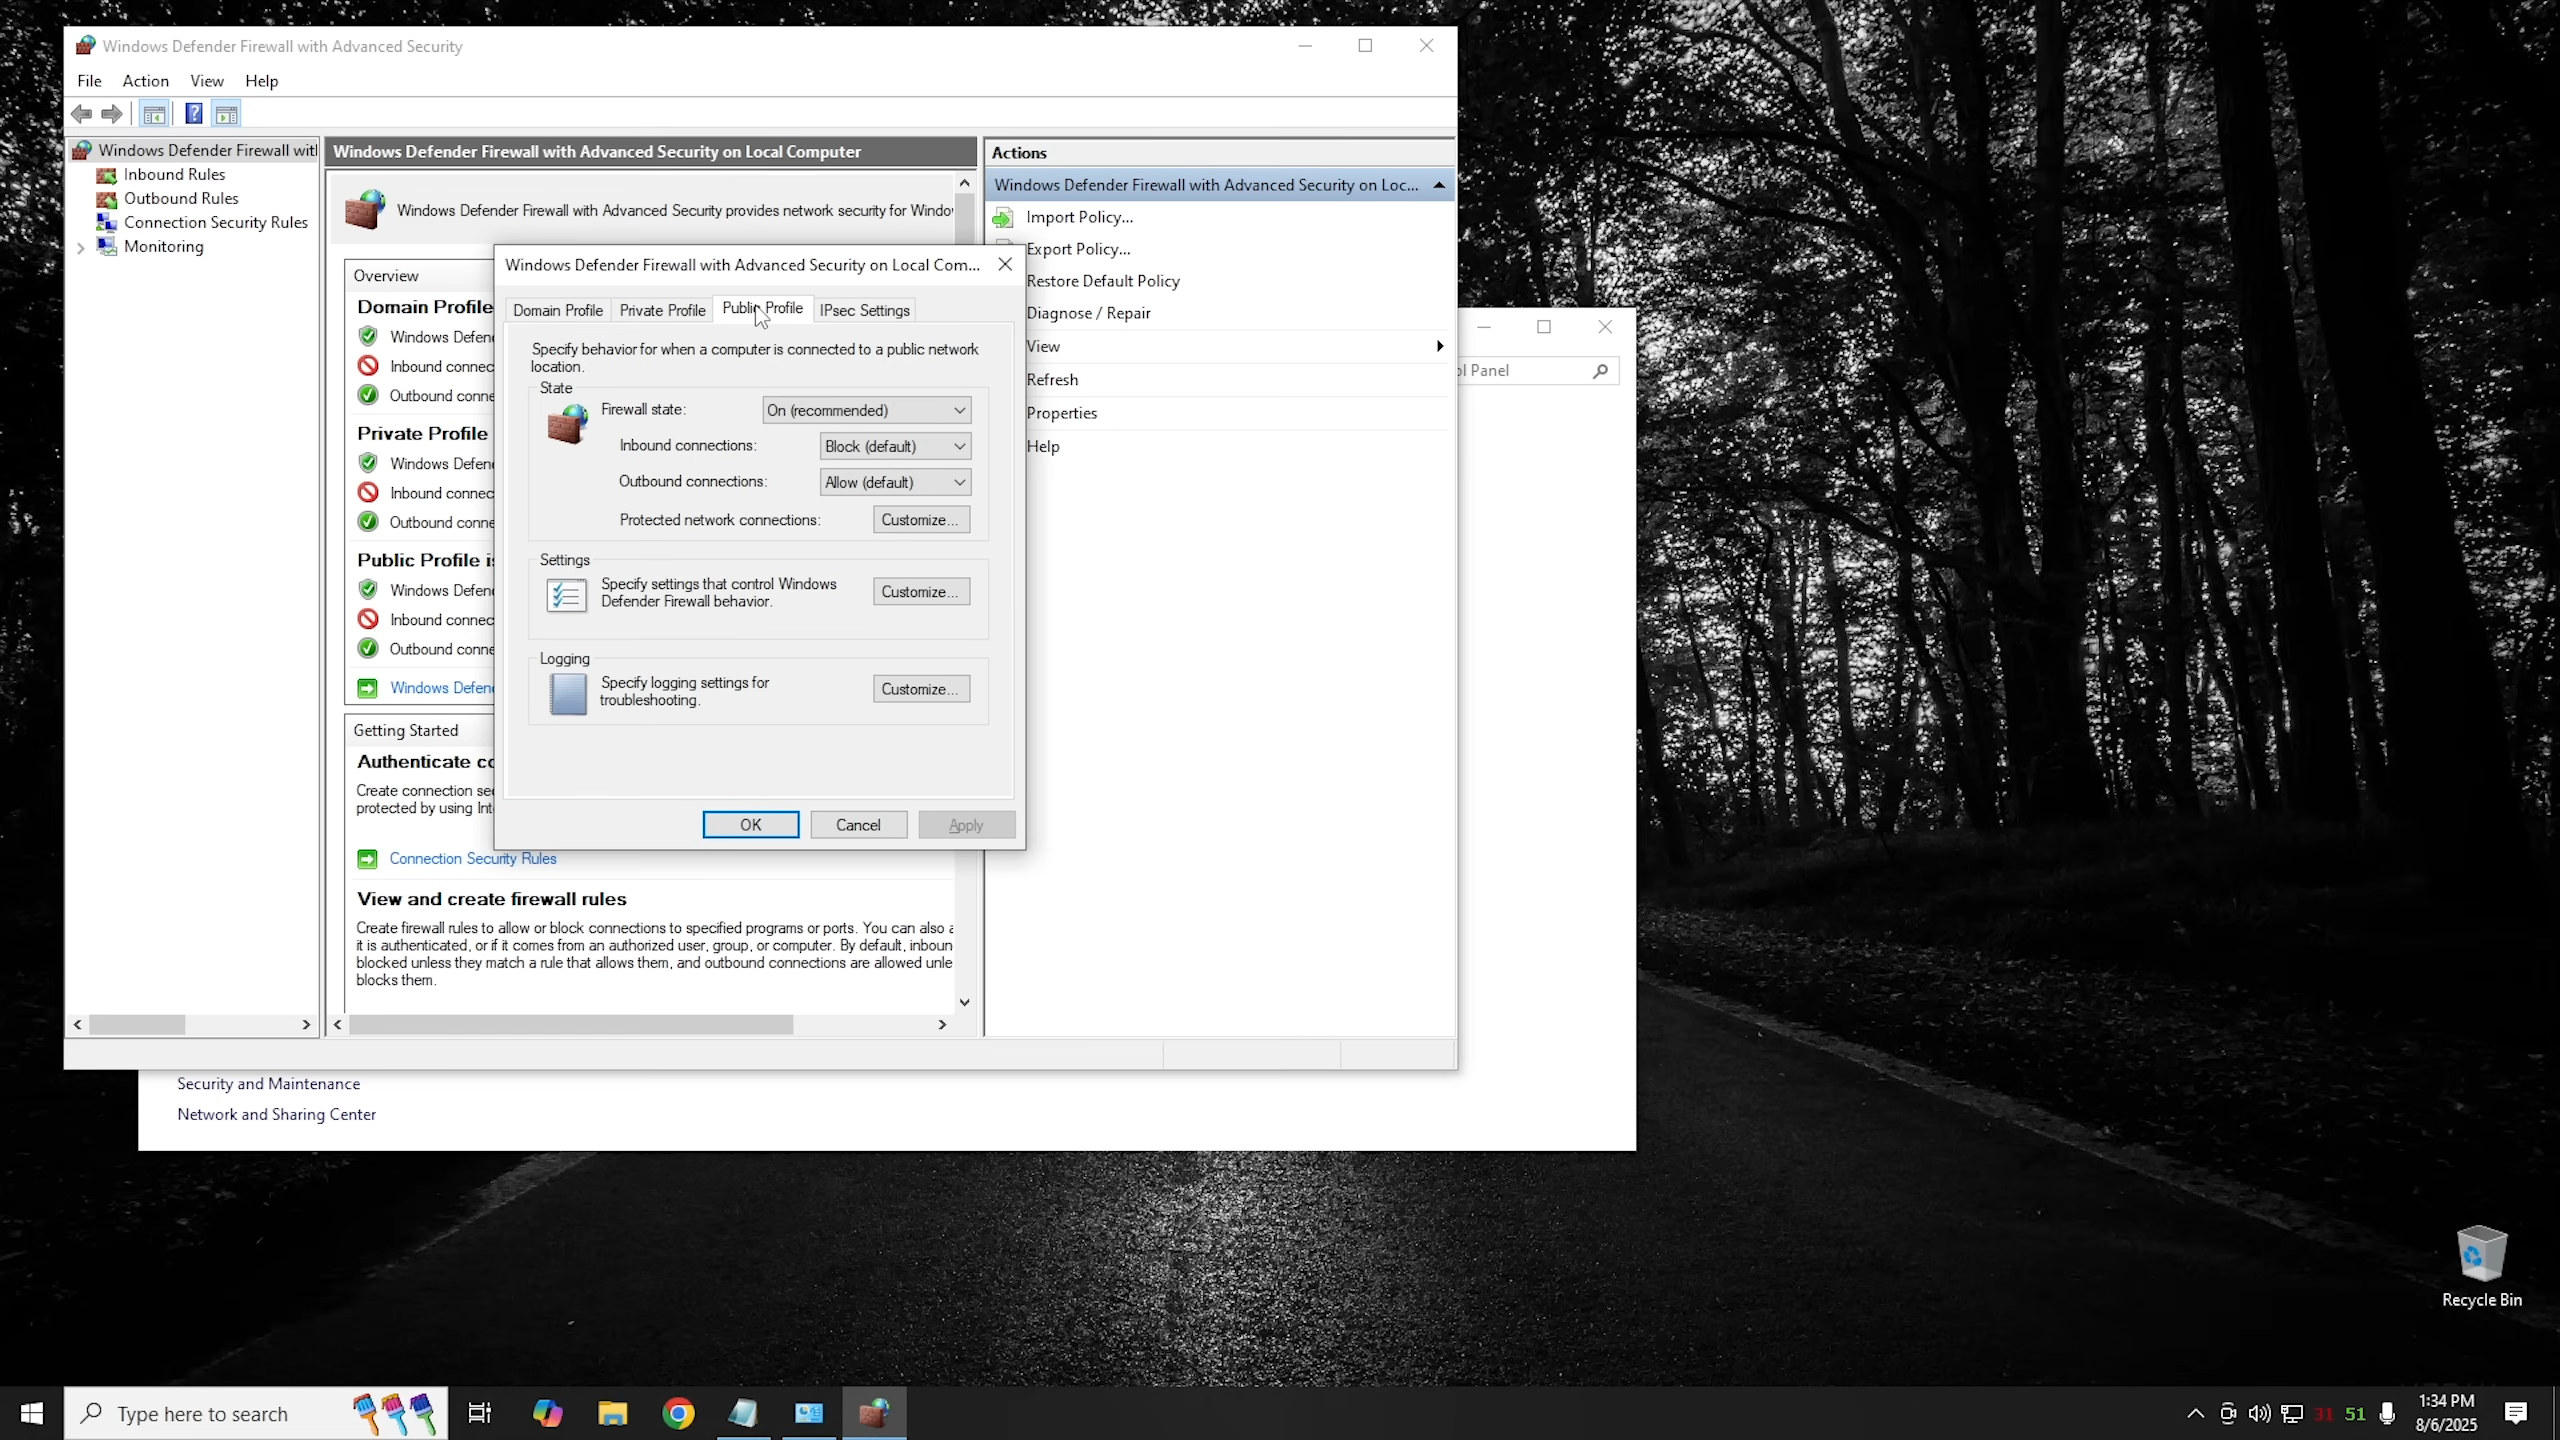 Windows Defender Firewall with Advanced Security
File Action View Help
Windows Defender Firewall with
Inbound Rules
Outbound Rules
Connection Security Rules
Monitoring
Windows Defender Firewall with Advanced Security on Local Computer
Windows Defender Firewall with Advanced Security provides network security for Windo
Overview
Domain Profile
Windows Defen
Inbound connec
Outbound conne
Private Profile
Windows Defen
Inbound connec
Outbound conne
Public Profile i
Windows Defen
Inbound connec
Outbound conne
Windows Defen
Getting Started
Authenticate co
Create connection se
protected by using Int
Connection Security Rules
View and create firewall rules
Create firewall rules to allow or block connections to specified programs or ports. You can also a
it is authenticated, or if it comes from an authorized user, group, or computer. By default, inboun
blocked unless they match a rule that allows them, and outbound connections are allowed unle
blocks them.
Windows Defender Firewall with Advanced Security on Local Com...
Domain Profile Private Profile Public Profile IPsec Settings
Specify behavior for when a computer is connected to a public network
location.
State
Firewall state: On (recommended)
Inbound connections: Block (default)
Outbound connections: Allow (default)
Protected network connections: Customize...
Settings
Specify settings that control Windows
Defender Firewall behavior.
Customize...
Logging
Specify logging settings for
troubleshooting.
Customize...
OK Cancel Apply
Actions
Windows Defender Firewall with Advanced Security on Loc...
Import Policy...
Export Policy...
Restore Default Policy
Diagnose / Repair
View
Refresh
Properties
Help
ol Panel
Security and Maintenance
Network and Sharing Center
Recycle Bin
Type here to search
31 51
1:34 PM
8/6/2025